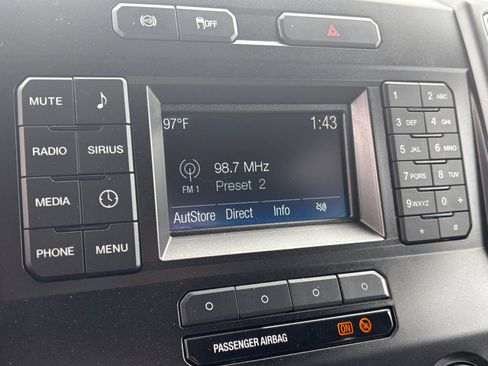 OFF
MUTE
RADIO SIRIUS
MEDIA
PHONE MENU
97°F 1:43
98.7 MHz
FM 1 Preset 2
AutStore Direct Info
1 2 ABC
3 DEF 4 GHI
5 JKL 6 MNO
7 PQRS 8 TUV
9 WXYZ 0 +
* #
PASSENGER AIRBAG ON